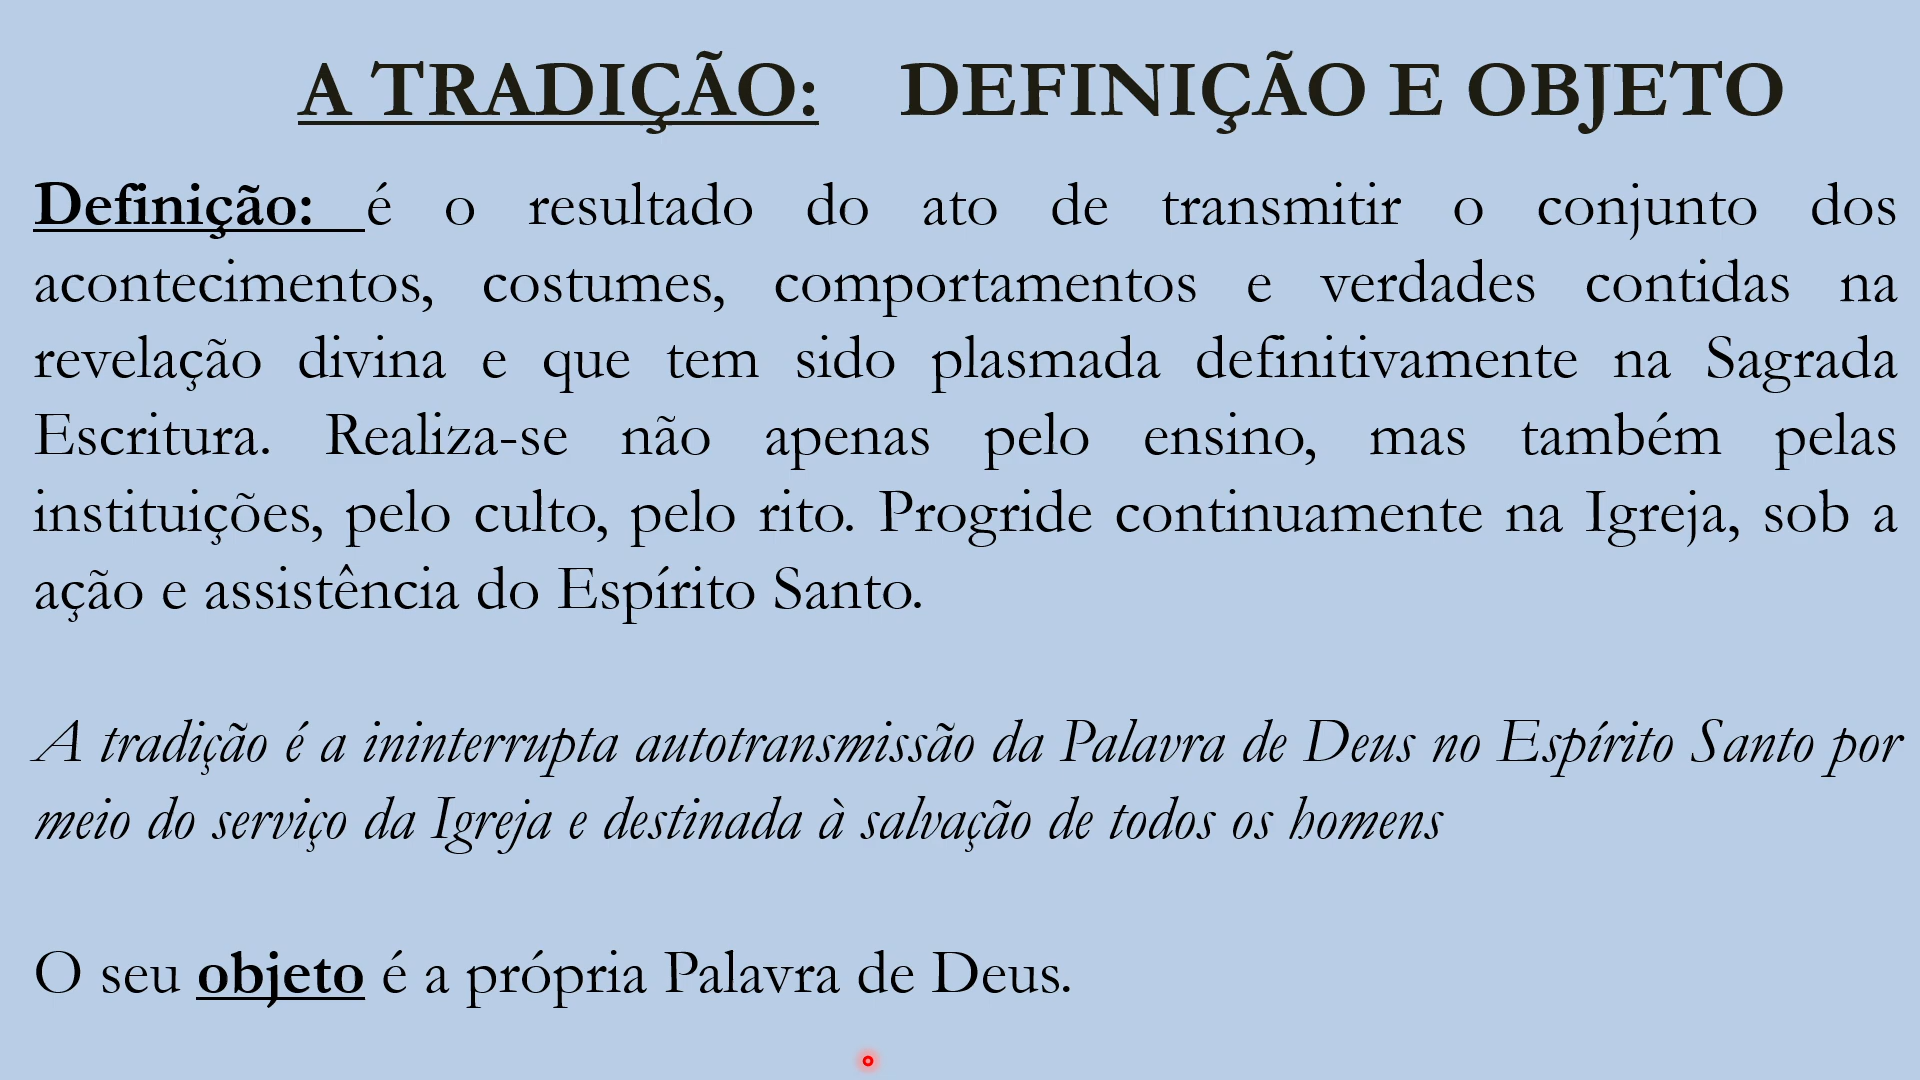 A TRADIÇÃO: DEFINIÇÃO E OBJETO
Definição: é o resultado do ato de transmitir o conjunto dos
acontecimentos, costumes, comportamentos e verdades contidas na
revelação divina e que tem sido plasmada definitivamente na Sagrada
Escritura. Realiza-se não apenas pelo ensino, mas também pelas
instituições, pelo culto, pelo rito. Progride continuamente na Igreja, sob a
ação e assistência do Espírito Santo.
A tradição é a ininterrupta autotransmissão da Palavra de Deus no Espírito Santo por
meio do serviço da Igreja e destinada à salvação de todos os homens
O seu objeto é a própria Palavra de Deus.